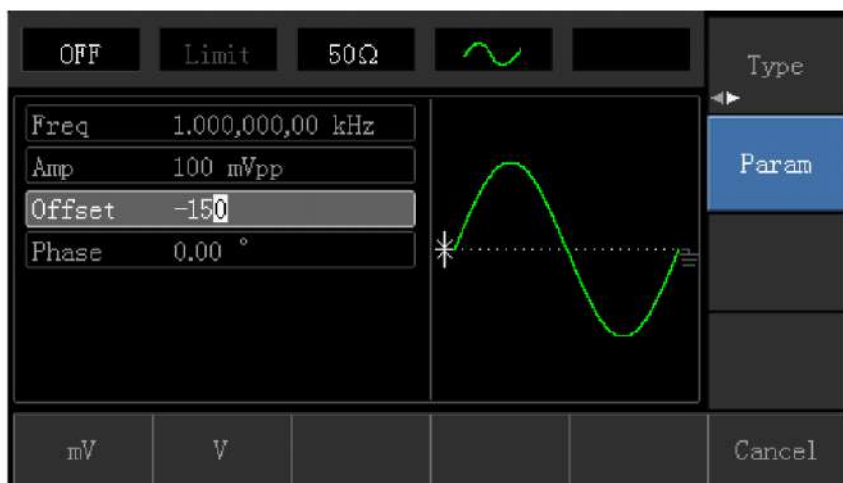 OFF Limit 50Ω
Type
Freq 1.000,000,00 kHz
Amp 100 mVpp
Offset -150
Phase 0.00 °
Param
mV V Cancel